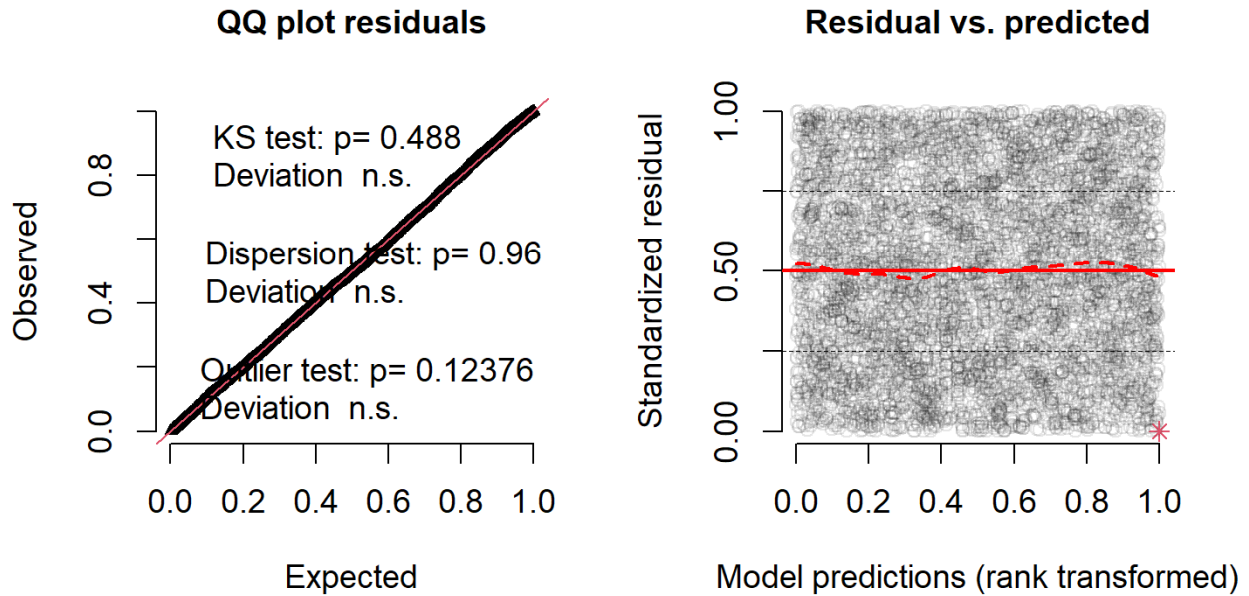 QQ plot residuals
Observed
0.0 0.4 0.8
KS test: p= 0.488
Deviation n.s.
Dispersion test: p= 0.96
Deviation n.s.
Outlier test: p= 0.12376
Deviation n.s.
0.0 0.2 0.4 0.6 0.8 1.0
Expected
Residual vs. predicted
Standardized residual
0.00 0.50 1.00
0.0 0.2 0.4 0.6 0.8 1.0
Model predictions (rank transformed)